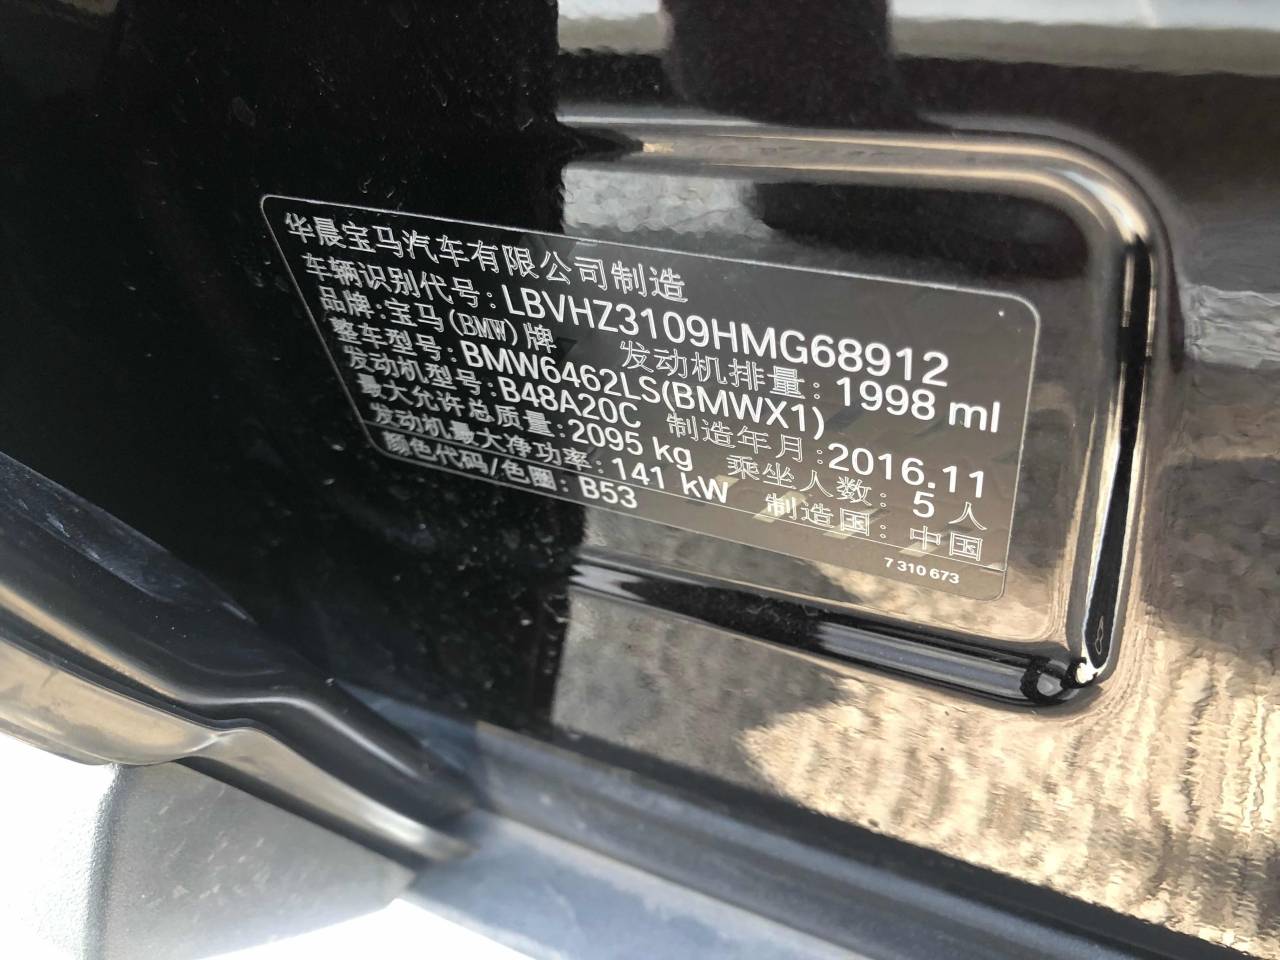 华晨宝马汽车有限公司制造
车辆识别代号: LBVHZ3109HMG68912
品牌:宝马(BMW)牌 发动机排量: 1998 ml
整车型号: BMW6462LS(BMWX1)
发动机型号: B48A20C 制造年月:2016.11
最大允许总质量:2095 kg 乘坐人数: 5 人
发动机最大净功率: 141 kW 制造国: 中国
颜色代码/色圈: B53
7 310 673